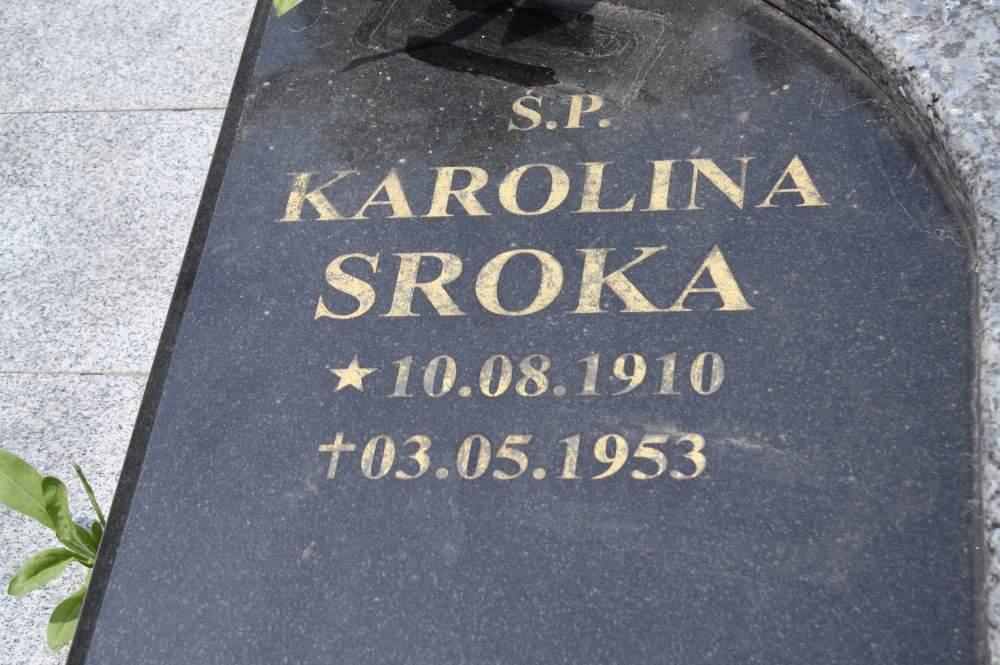 Ś.P.
KAROLINA
SROKA
★10.08.1910
✝03.05.1953